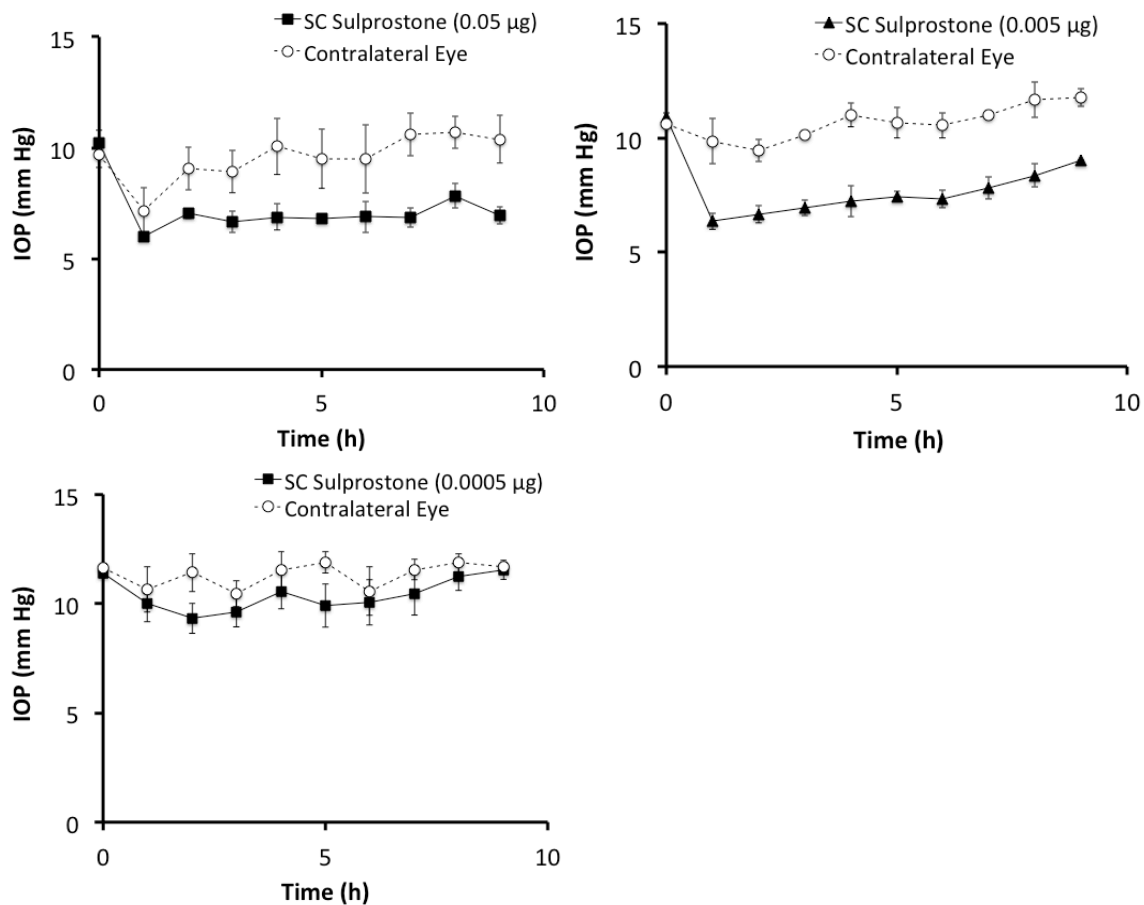 SC Sulprostone (0.05 µg)
Contralateral Eye
15
10
5
0
IOP (mm Hg)
0
5
10
Time (h)
SC Sulprostone (0.005 µg)
Contralateral Eye
15
10
5
0
IOP (mm Hg)
0
5
10
Time (h)
SC Sulprostone (0.0005 µg)
Contralateral Eye
15
10
5
0
IOP (mm Hg)
0
5
10
Time (h)